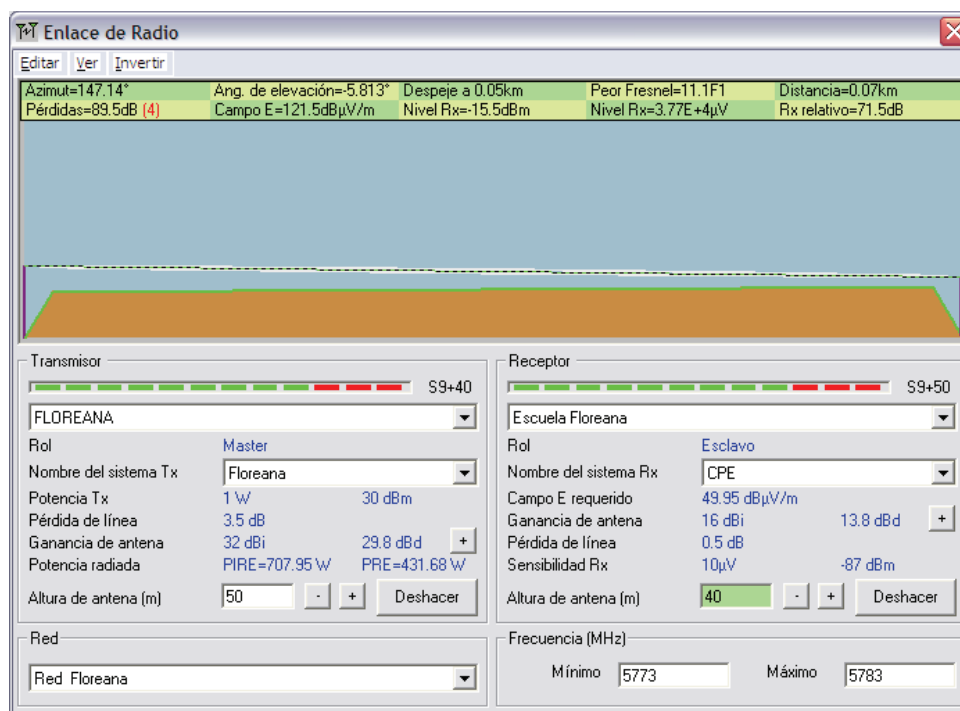 Enlace de Radio
Editar Ver Invertir
Azimut=147.14° Ang. de elevación=-5.813° Despeje a 0.05km Peor Fresnel=11.1F1 Distancia=0.07km
Pérdidas=89.5dB (4) Campo E=121.5dBµV/m Nivel Rx=-15.5dBm Nivel Rx=3.77E+4µV Rx relativo=71.5dB
Transmisor
S9+40
FLOREANA
Rol Master
Nombre del sistema Tx Floreana
Potencia Tx 1 W 30 dBm
Pérdida de línea 3.5 dB
Ganancia de antena 32 dBi 29.8 dBd +
Potencia radiada PIRE=707.95 W PRE=431.68 W
Altura de antena (m) 50 - + Deshacer
Receptor
S9+50
Escuela Floreana
Rol Esclavo
Nombre del sistema Rx CPE
Campo E requerido 49.95 dBµV/m
Ganancia de antena 16 dBi 13.8 dBd +
Pérdida de línea 0.5 dB
Sensibilidad Rx 10µV -87 dBm
Altura de antena (m) 40 - + Deshacer
Red
Red Floreana
Frecuencia (MHz)
Mínimo 5773 Máximo 5783